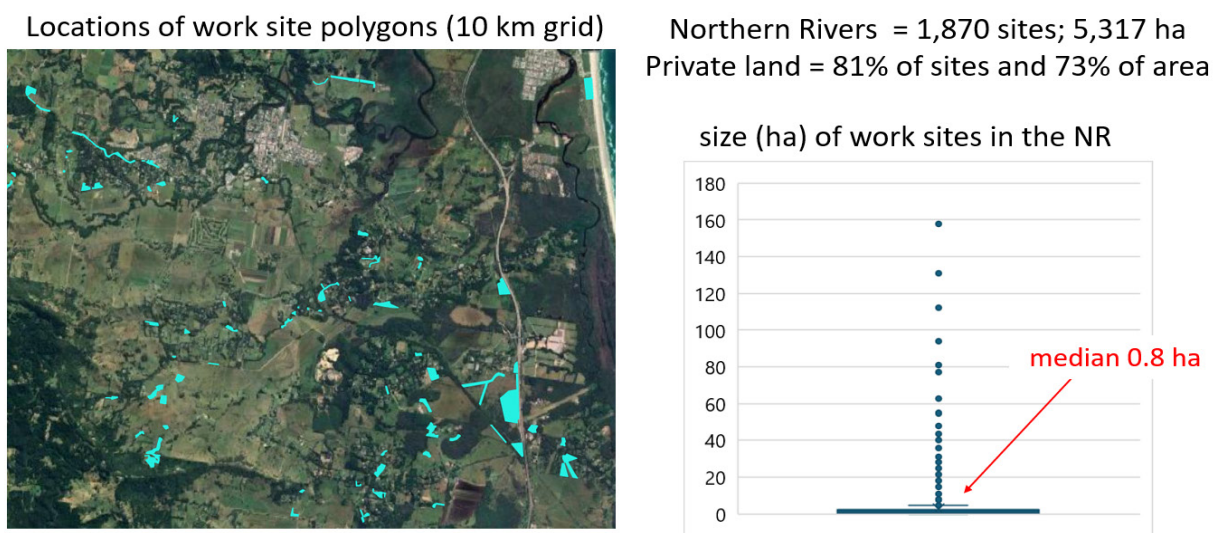 Locations of work site polygons (10 km grid)
Northern Rivers = 1,870 sites; 5,317 ha
Private land = 81% of sites and 73% of area
size (ha) of work sites in the NR
180
160
140
120
100
80
60
40
20
0
median 0.8 ha